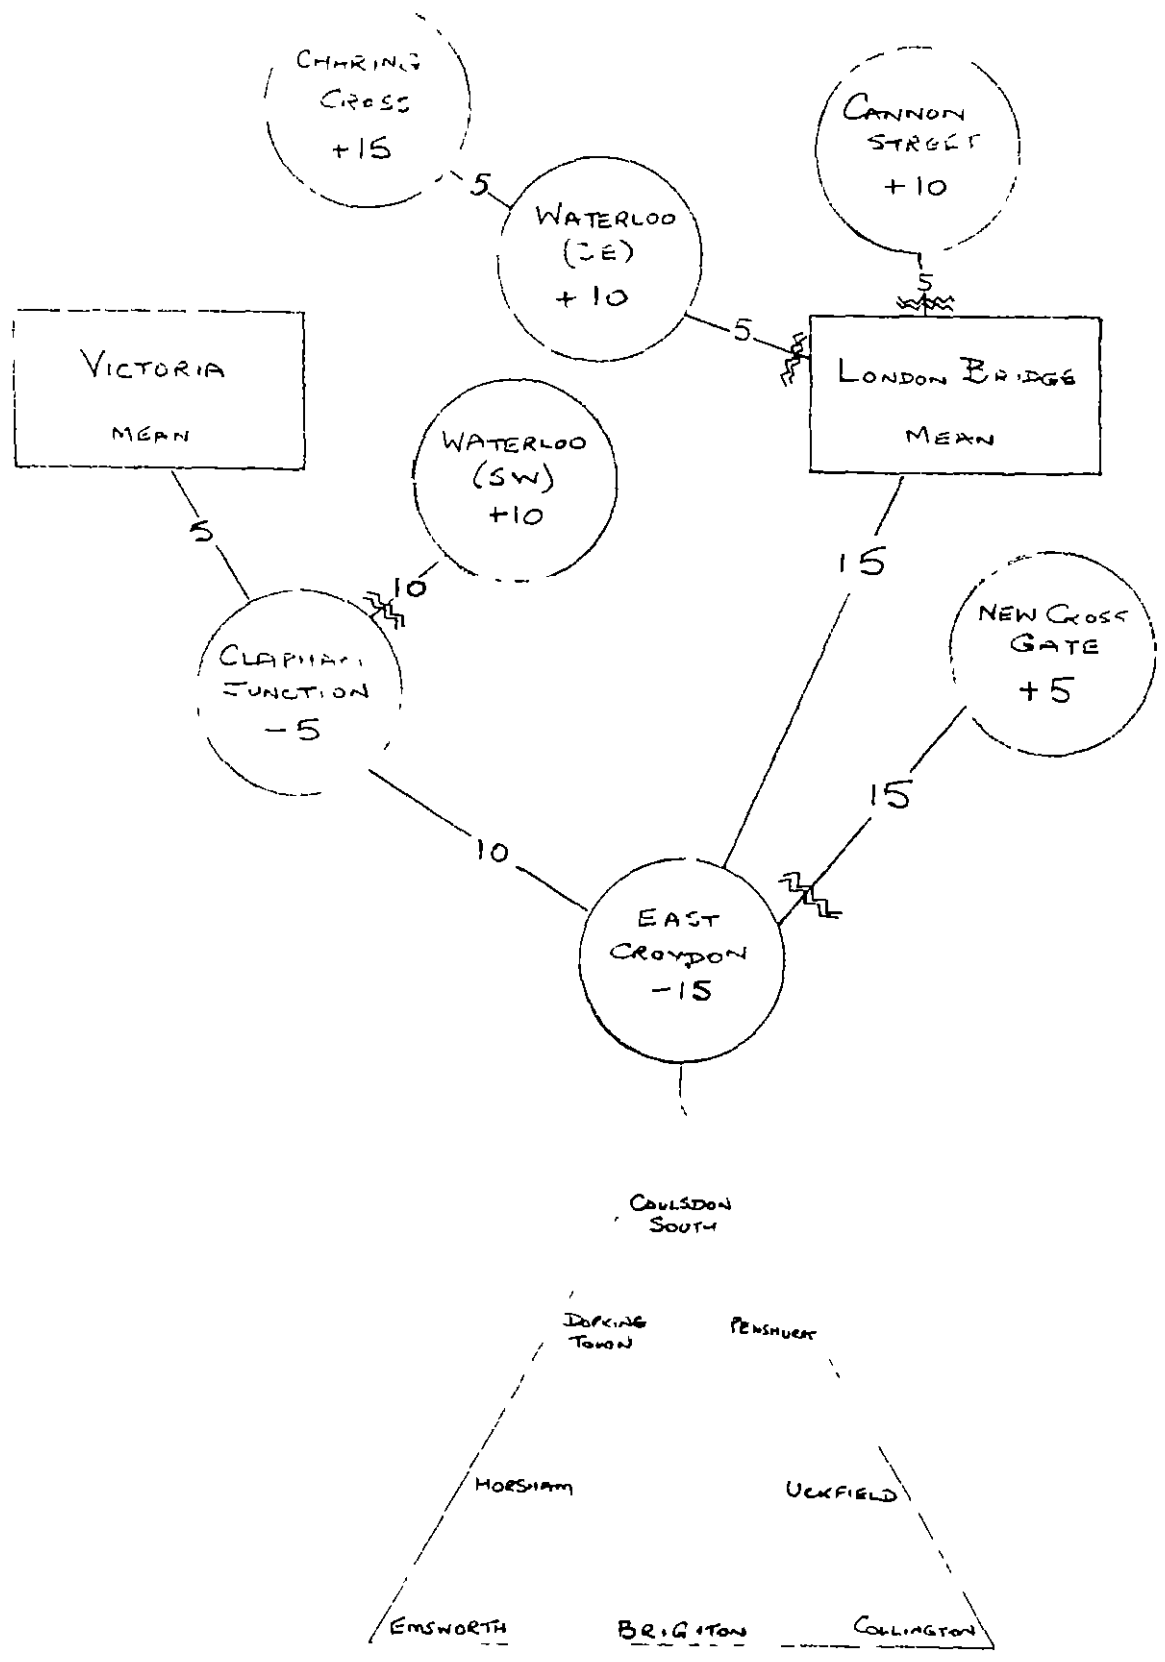 CHARING
CROSS
+15
CANNON
STREET
+10
5
WATERLOO
(SE)
+10
5
5
VICTORIA
MEAN
LONDON BRIDGE
MEAN
WATERLOO
(SW)
+10
5
10
15
NEW CROSS
GATE
+5
CLAPHAM
JUNCTION
-5
15
10
EAST
CROYDON
-15
COULSDON
SOUTH
DORKING
TOWN
PENSHURST
HORSHAM
UCKFIELD
EMSWORTH
BRIGHTON
COLLINGTON